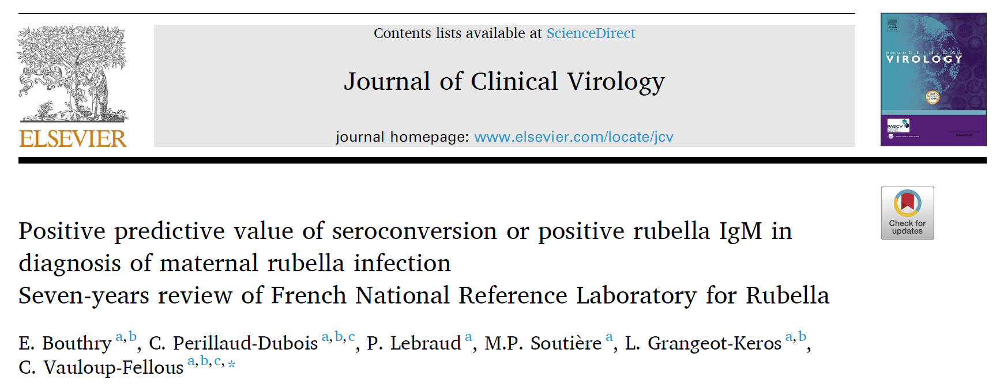 Contents lists available at ScienceDirect
NON SOLUS
JOURNAL OF CLINICAL
VIROLOGY
Journal of Clinical Virology
PASCV
ELSEVIER
journal homepage: www.elsevier.com/locate/jcv
Check for
updates
Positive predictive value of seroconversion or positive rubella IgM in
diagnosis of maternal rubella infection
Seven-years review of French National Reference Laboratory for Rubella
E. Bouthry a,b, C. Perillaud-Dubois a,b,c, P. Lebraud a, M.P. Soutière a, L. Grangeot-Keros a,b,
C. Vauloup-Fellous a,b,c,*